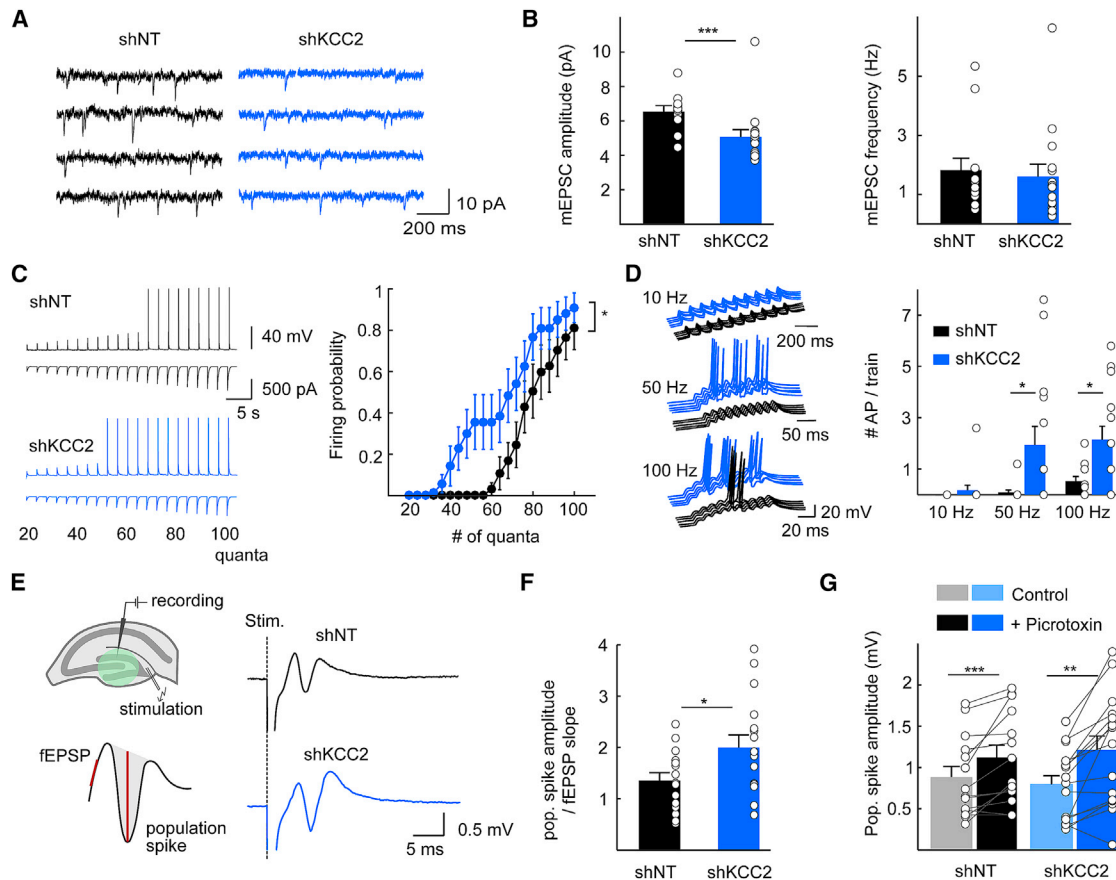 A
shNT
shKCC2
10 pA
200 ms
B
***
mEPSC amplitude (pA)
10
8
6
4
2
shNT
shKCC2
mEPSC frequency (Hz)
5
3
1
shNT
shKCC2
C
shNT
40 mV
500 pA
5 s
shKCC2
20 40 60 80 100
quanta
Firing probability
1
0.8
0.6
0.4
0.2
*
20 60 100
# of quanta
D
10 Hz
200 ms
50 Hz
50 ms
100 Hz
20 mV
20 ms
# AP / train
7
5
3
1
shNT
shKCC2
*
*
10 Hz 50 Hz 100 Hz
E
recording
stimulation
fEPSP
population
spike
Stim.
shNT
shKCC2
0.5 mV
5 ms
F
pop. spike amplitude
/ fEPSP slope
4
3
2
1
*
shNT
shKCC2
G
Control
+ Picrotoxin
Pop. spike amplitude (mV)
2
1.5
1
0.5
***
**
shNT
shKCC2